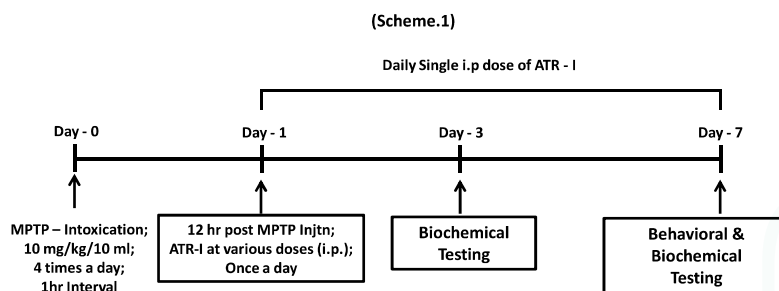 (Scheme.1)
Daily Single i.p dose of ATR - I
Day - 0
Day - 1
Day - 3
Day - 7
MPTP – Intoxication;
10 mg/kg/10 ml;
4 times a day;
1hr Interval
12 hr post MPTP Injtn;
ATR-I at various doses (i.p.);
Once a day
Biochemical
Testing
Behavioral &
Biochemical
Testing